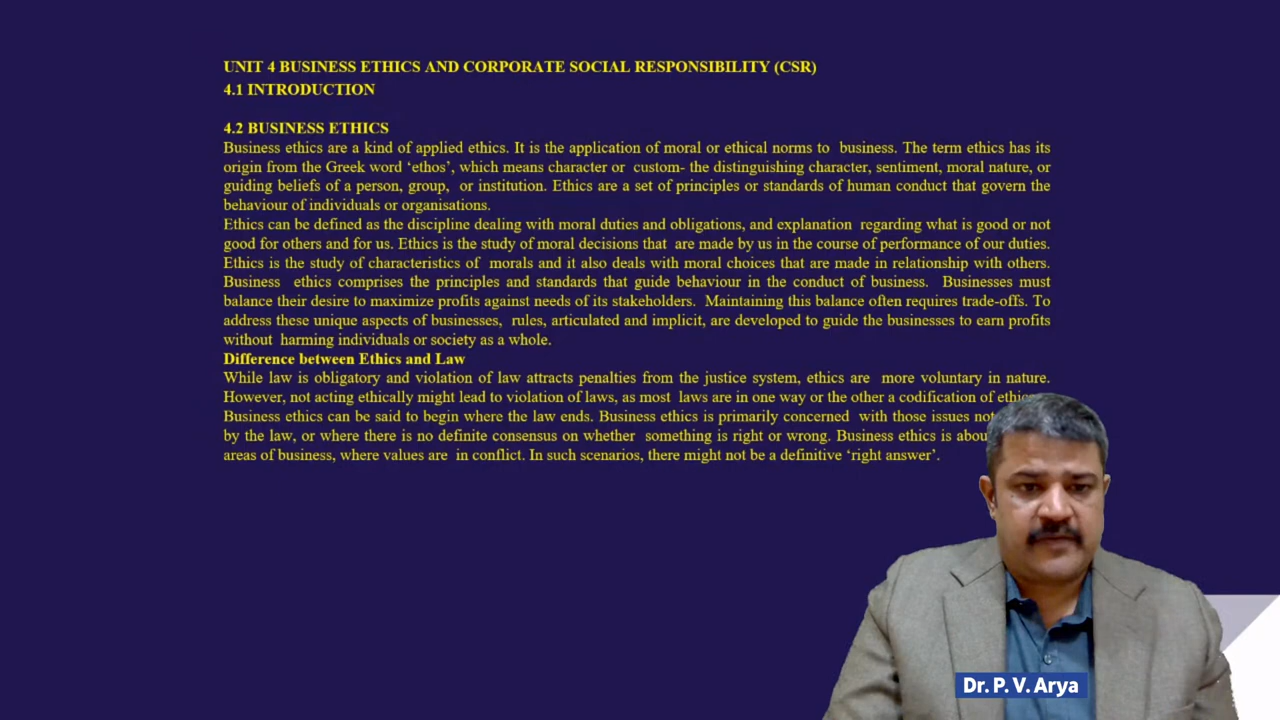 UNIT 4 BUSINESS ETHICS AND CORPORATE SOCIAL RESPONSIBILITY (CSR)
4.1 INTRODUCTION
4.2 BUSINESS ETHICS
Business ethics are a kind of applied ethics. It is the application of moral or ethical norms to business. The term ethics has its
origin from the Greek word ‘ethos’, which means character or custom- the distinguishing character, sentiment, moral nature, or
guiding beliefs of a person, group, or institution. Ethics are a set of principles or standards of human conduct that govern the
behaviour of individuals or organisations.
Ethics can be defined as the discipline dealing with moral duties and obligations, and explanation regarding what is good or not
good for others and for us. Ethics is the study of moral decisions that are made by us in the course of performance of our duties.
Ethics is the study of characteristics of morals and it also deals with moral choices that are made in relationship with others.
Business ethics comprises the principles and standards that guide behaviour in the conduct of business. Businesses must
balance their desire to maximize profits against needs of its stakeholders. Maintaining this balance often requires trade-offs. To
address these unique aspects of businesses, rules, articulated and implicit, are developed to guide the businesses to earn profits
without harming individuals or society as a whole.
Difference between Ethics and Law
While law is obligatory and violation of law attracts penalties from the justice system, ethics are more voluntary in nature.
However, not acting ethically might lead to violation of laws, as most laws are in one way or the other a codification of
Business ethics can be said to begin where the law ends. Business ethics is primarily concerned with those issues not
by the law, or where there is no definite consensus on whether something is right or wrong. Business ethics is
areas of business, where values are in conflict. In such scenarios, there might not be a definitive ‘right answer’.
Dr. P. V. Arya